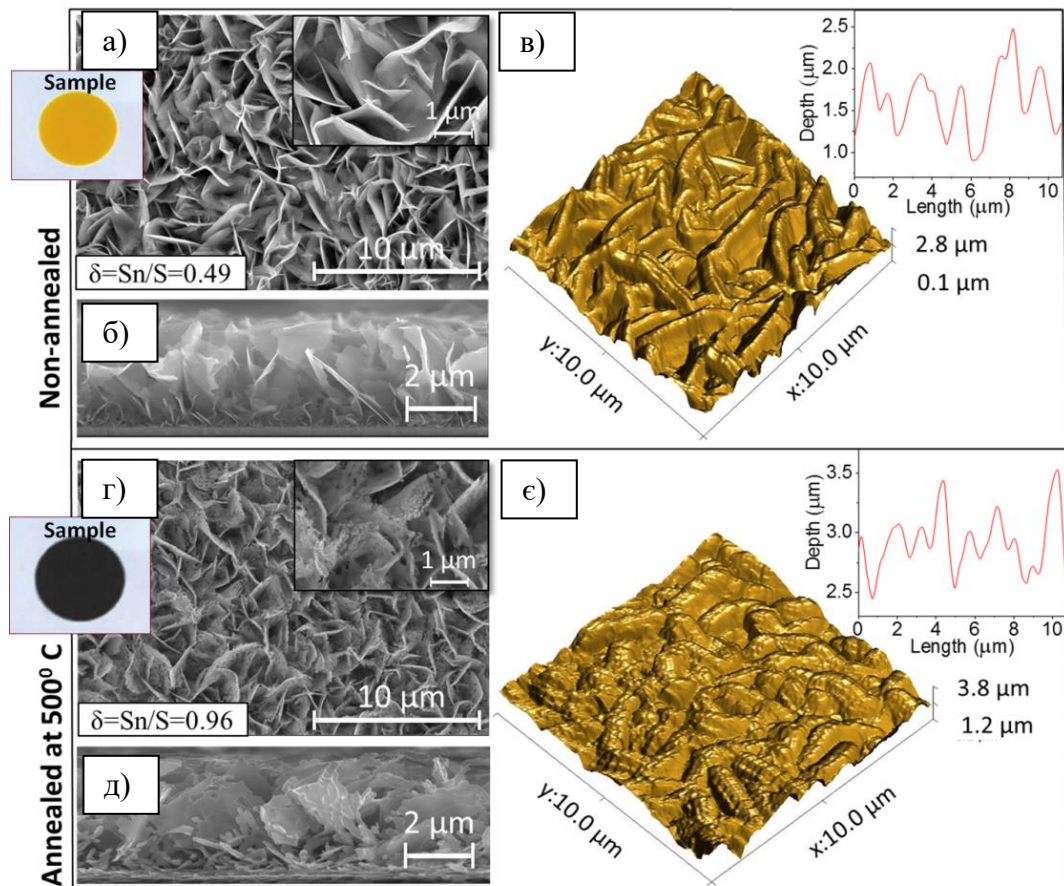 Non-annealed
а)
Sample
1 μm
10 μm
δ=Sn/S=0.49
б)
2 μm
в)
Depth (μm)
2.5
2.0
1.5
1.0
0 2 4 6 8 10
Length (μm)
2.8 μm
0.1 μm
y:10.0 μm
x:10.0 μm
Annealed at 500⁰ C
г)
Sample
1 μm
10 μm
δ=Sn/S=0.96
д)
2 μm
є)
Depth (μm)
3.5
3.0
2.5
0 2 4 6 8 10
Length (μm)
3.8 μm
1.2 μm
y:10.0 μm
x:10.0 μm